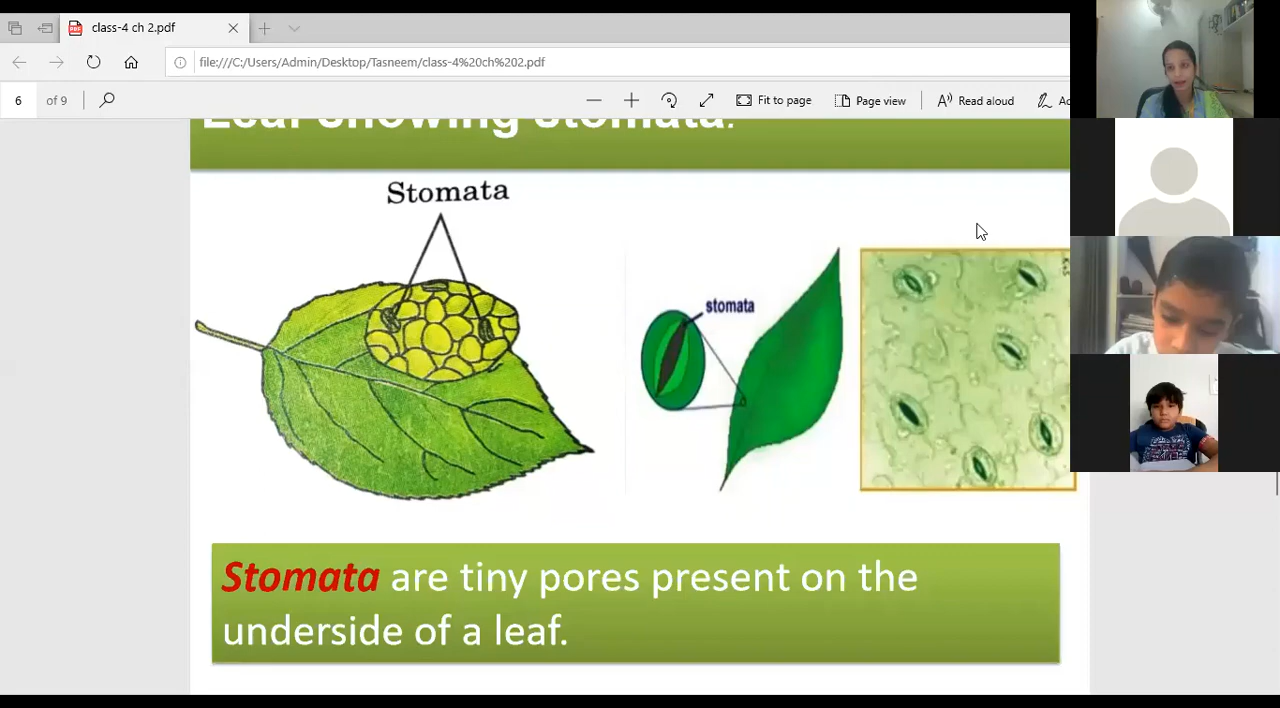 class-4 ch 2.pdf
file:///C:/Users/Admin/Desktop/Tasneem/class-4%20ch%202.pdf
6 of 9
Fit to page
Page view
Read aloud
Leaf showing stomata.
Stomata
stomata
Stomata are tiny pores present on the
underside of a leaf.